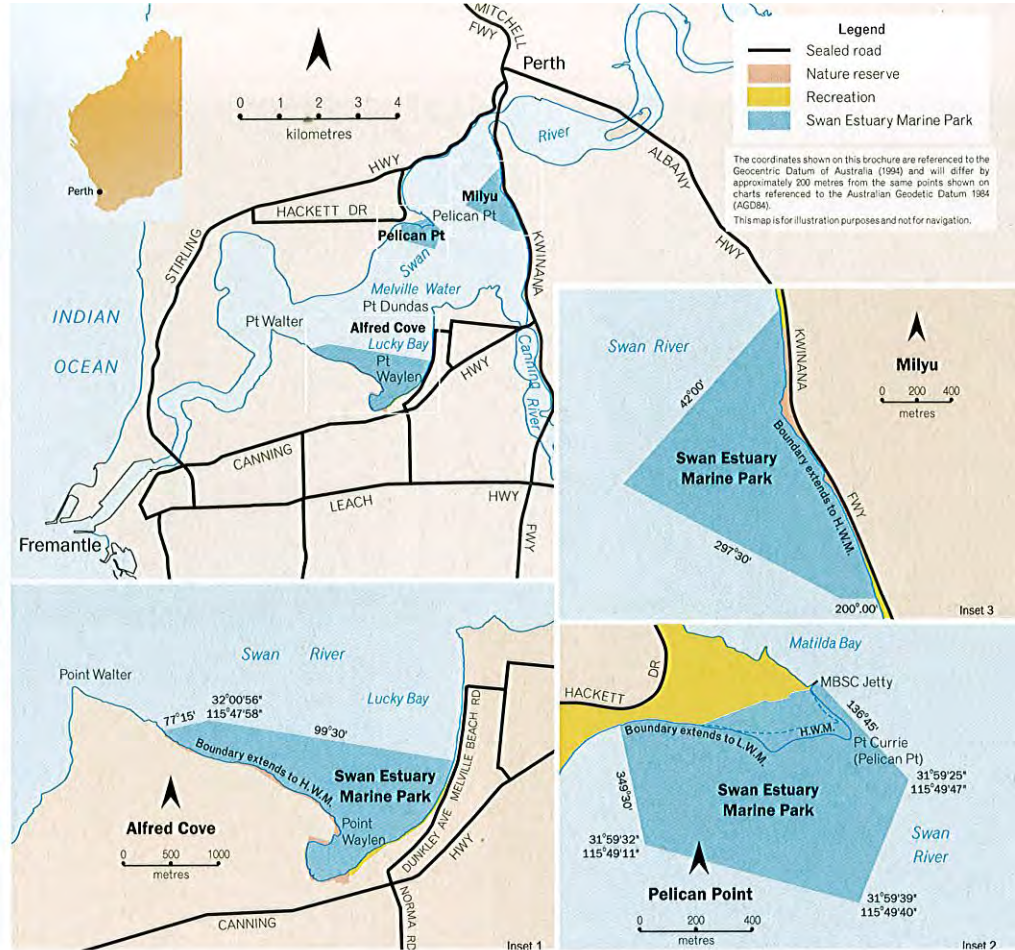 MITCHELL
FWY
Perth
0 1 2 3 4
kilometres
Perth
Legend
Sealed road
Nature reserve
Recreation
Swan Estuary Marine Park
The coordinates shown on this brochure are referenced to the
Geocentric Datum of Australia (1994) and will differ by
approximately 200 metres from the same points shown on
charts referenced to the Australian Geodetic Datum 1984
(AGD84).
This map is for illustration purposes and not for navigation.
River
ALBANY
HWY
HWY
HACKETT DR
STIRLING
Milyu
Pelican Pt
Pelican Pt
Swan
KWINANA
Melville Water
Pt Dundas
Alfred Cove
Lucky Bay
Pt Walter
Pt
Waylen
HWY
Canning River
INDIAN
OCEAN
CANNING
LEACH
HWY
FWY
Fremantle
Swan River
KWINANA
Milyu
0 200 400
metres
42°00'
Swan Estuary
Marine Park
Boundary extends to H.W.M.
FWY
297°30'
200°.00'
Inset 3
Swan River
Point Walter
Lucky Bay
77°15'
32°00'56"
115°47'58"
99°30'
Boundary extends to H.W.M.
Swan Estuary
Marine Park
MELVILLE BEACH RD
DUNKLEY AVE
Alfred Cove
Point
Waylen
0 500 1000
metres
HWY
CANNING
NORMA RD
Inset 1
Matilda Bay
DR
HACKETT
MBSC Jetty
136°45'
Boundary extends to L.W.M.
H.W.M.
Pt Currie
(Pelican Pt)
31°59'25"
115°49'47"
349°30'
Swan Estuary
Marine Park
31°59'32"
115°49'11"
Swan
River
Pelican Point
31°59'39"
115°49'40"
0 200 400
metres
Inset 2